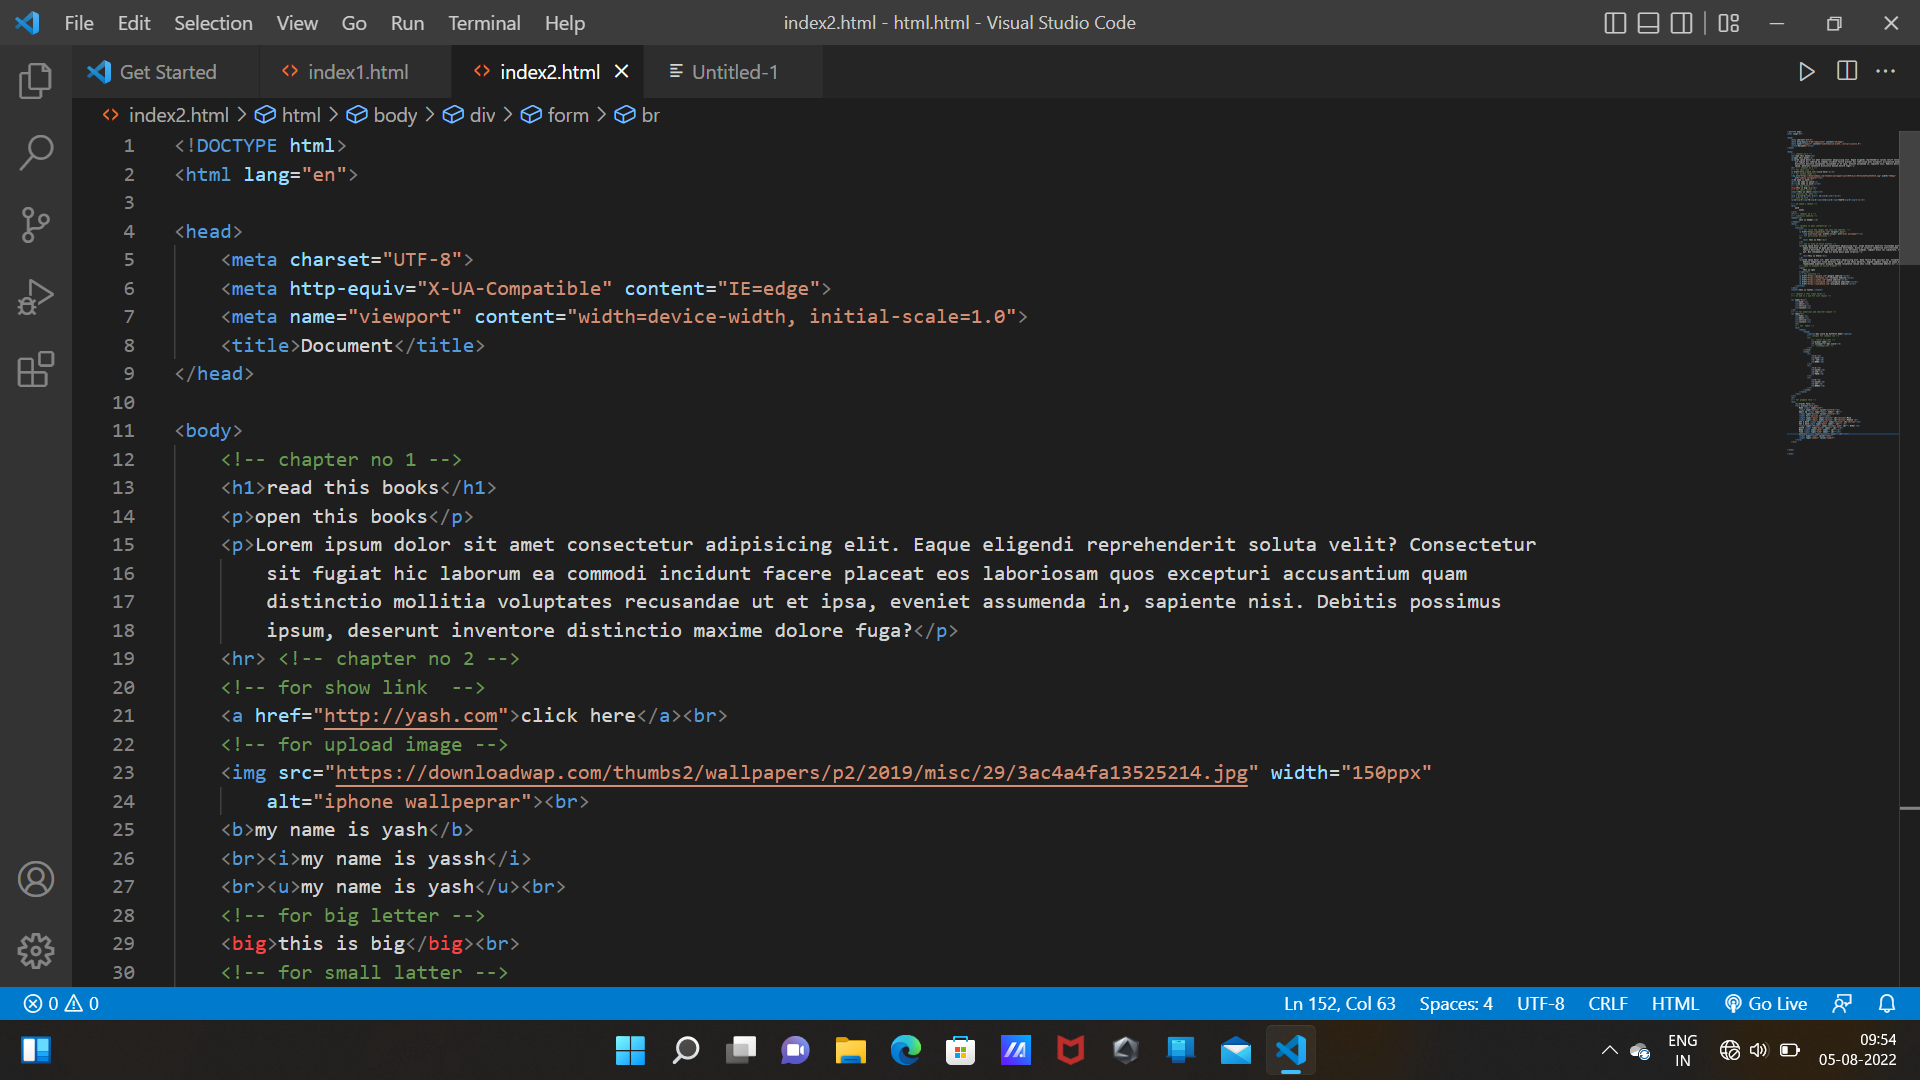 File Edit Selection View Go Run Terminal Help index2.html - html.html - Visual Studio Code
Get Started index1.html index2.html Untitled-1
index2.html > html > body > div > form > br
1 <!DOCTYPE html>
2 <html lang="en">
3
4 <head>
5 <meta charset="UTF-8">
6 <meta http-equiv="X-UA-Compatible" content="IE=edge">
7 <meta name="viewport" content="width=device-width, initial-scale=1.0">
8 <title>Document</title>
9 </head>
10
11 <body>
12 <!-- chapter no 1 -->
13 <h1>read this books</h1>
14 <p>open this books</p>
15 <p>Lorem ipsum dolor sit amet consectetur adipisicing elit. Eaque eligendi reprehenderit soluta velit? Consectetur
16 sit fugiat hic laborum ea commodi incidunt facere placeat eos laboriosam quos excepturi accusantium quam
17 distinctio mollitia voluptates recusandae ut et ipsa, eveniet assumenda in, sapiente nisi. Debitis possimus
18 ipsum, deserunt inventore distinctio maxime dolore fuga?</p>
19 <hr> <!-- chapter no 2 -->
20 <!-- for show link  -->
21 <a href="http://yash.com">click here</a><br>
22 <!-- for upload image -->
23 <img src="https://downloadwap.com/thumbs2/wallpapers/p2/2019/misc/29/3ac4a4fa13525214.jpg" width="150ppx"
24 alt="iphone wallpeprar"><br>
25 <b>my name is yash</b>
26 <br><i>my name is yassh</i>
27 <br><u>my name is yash</u><br>
28 <!-- for big letter -->
29 <big>this is big</big><br>
30 <!-- for small latter -->
0 0 Ln 152, Col 63 Spaces: 4 UTF-8 CRLF HTML Go Live
ENG
IN
09:54
05-08-2022